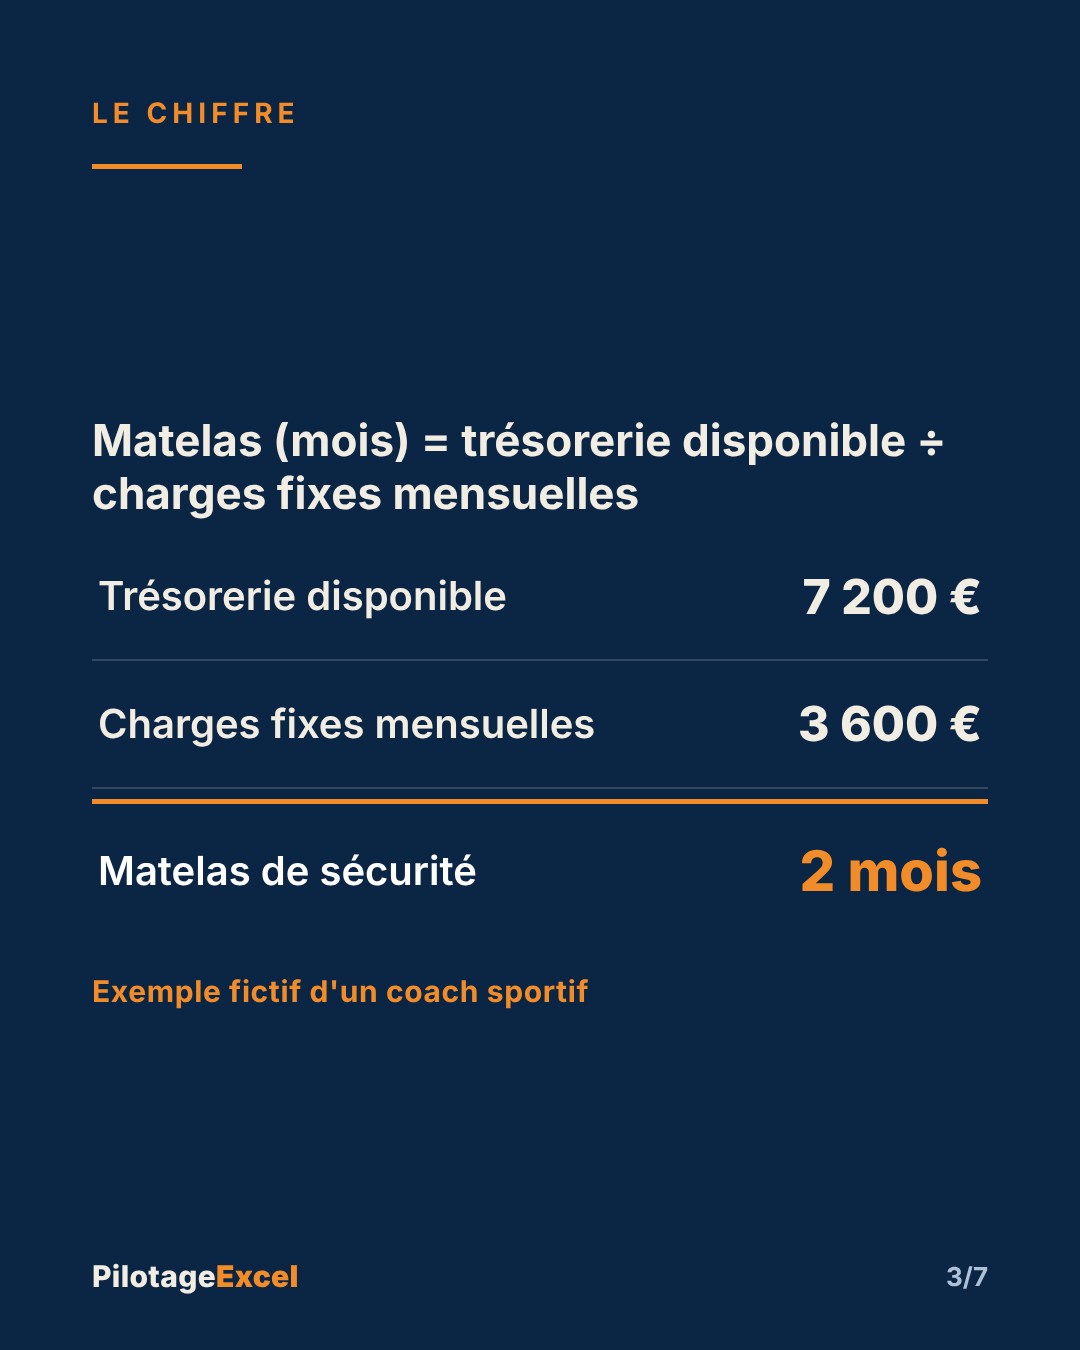 LE CHIFFRE
Matelas (mois) = trésorerie disponible ÷
charges fixes mensuelles
Trésorerie disponible 7 200 €
Charges fixes mensuelles 3 600 €
Matelas de sécurité 2 mois
Exemple fictif d'un coach sportif
PilotageExcel 3/7